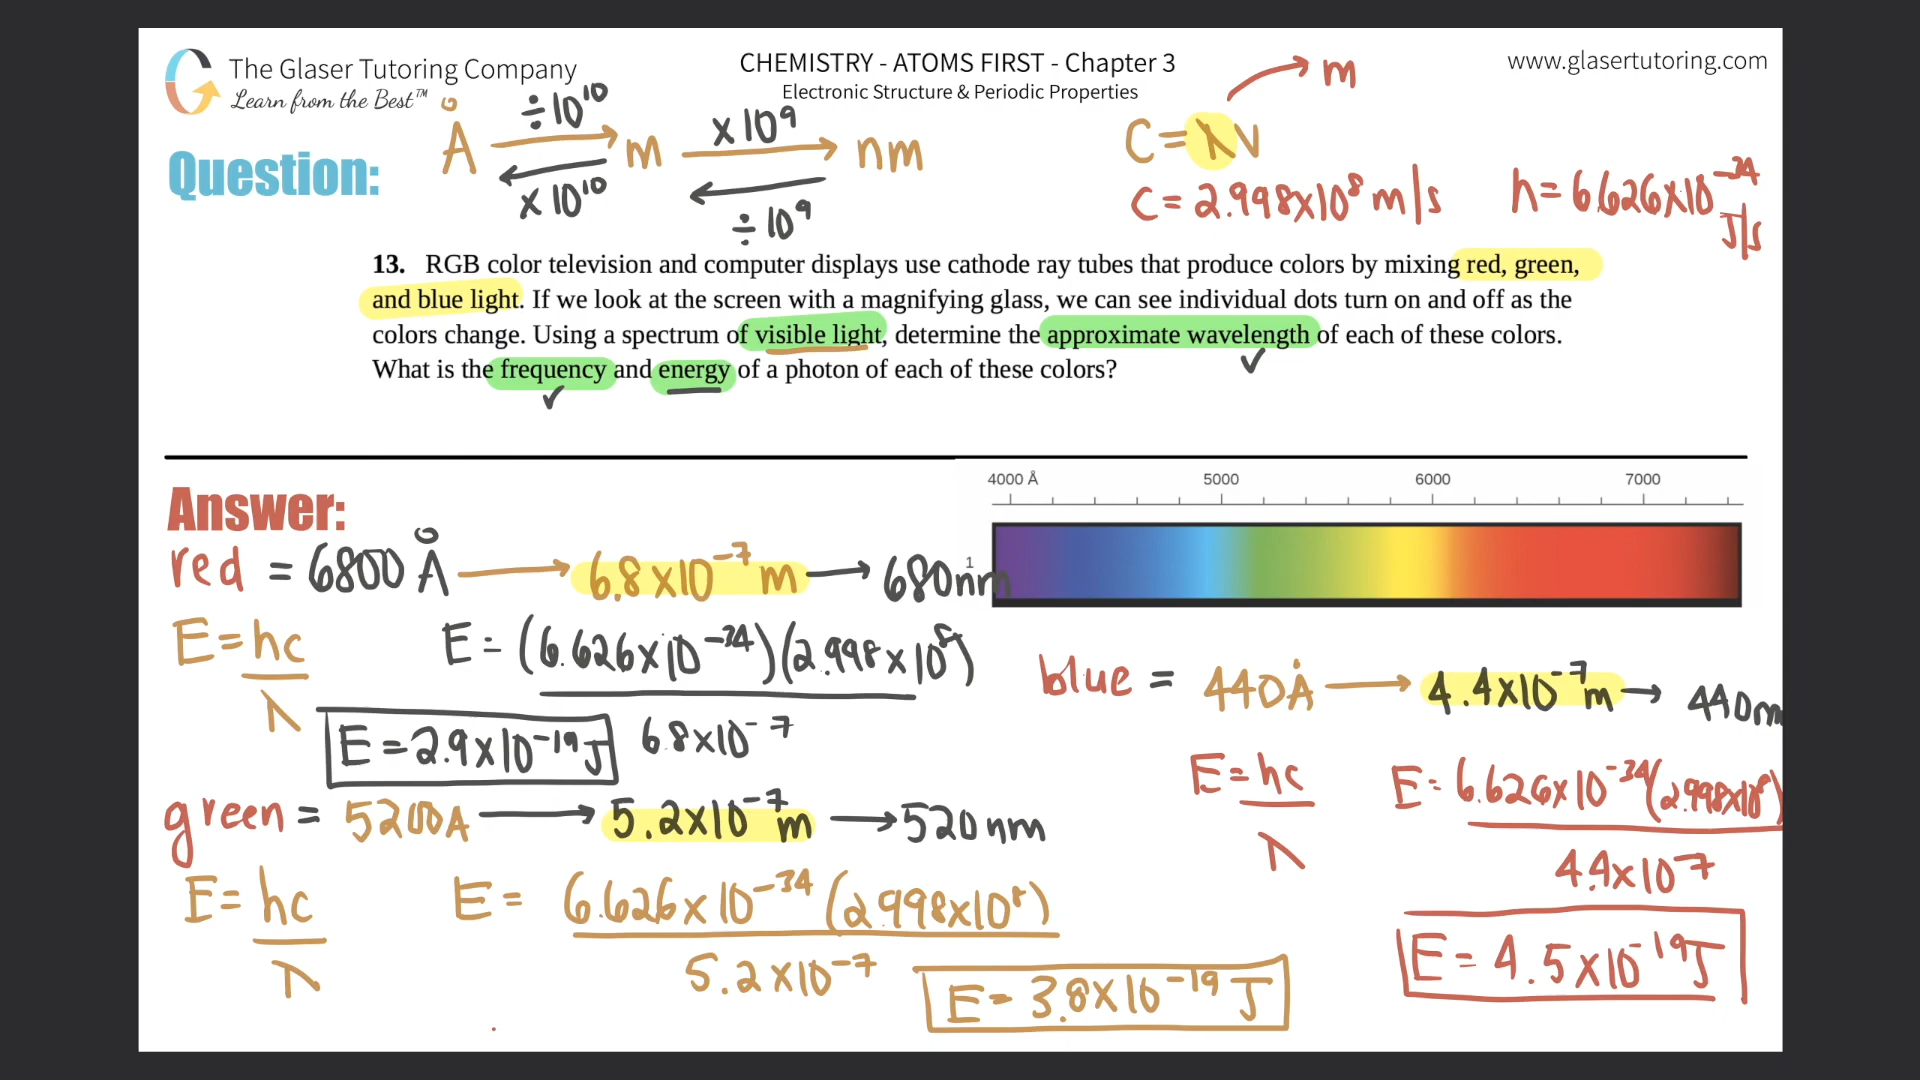 The Glaser Tutoring Company
Learn from the Best™
CHEMISTRY - ATOMS FIRST - Chapter 3
Electronic Structure & Periodic Properties
www.glasertutoring.com
Question:
Å ÷10¹⁰ → m x10⁹ → nm
← x10¹⁰ ← ÷10⁹
C=λν → m
C= 2.998x10⁸ m/s
h= 6.626x10⁻³⁴ J/s
13. RGB color television and computer displays use cathode ray tubes that produce colors by mixing red, green,
and blue light. If we look at the screen with a magnifying glass, we can see individual dots turn on and off as the
colors change. Using a spectrum of visible light, determine the approximate wavelength of each of these colors.
What is the frequency and energy of a photon of each of these colors?
Answer:
4000 Å 5000 6000 7000
1
red = 6800 Å → 6.8x10⁻⁷ m → 680nm
E=hc/λ
E= (6.626x10⁻³⁴)(2.998x10⁸)
6.8x10⁻⁷
E=2.9x10⁻¹⁹J
green = 5200Å → 5.2x10⁻⁷m → 520nm
E=hc/λ
E= 6.626x10⁻³⁴(2.998x10⁸)
5.2x10⁻⁷
E= 3.8x10⁻¹⁹ J
blue = 440Å → 4.4x10⁻⁷m → 440nm
E=hc/λ
E= 6.626x10⁻³⁴(2.998x10⁸)
4.4x10⁻⁷
E= 4.5x10⁻¹⁹J